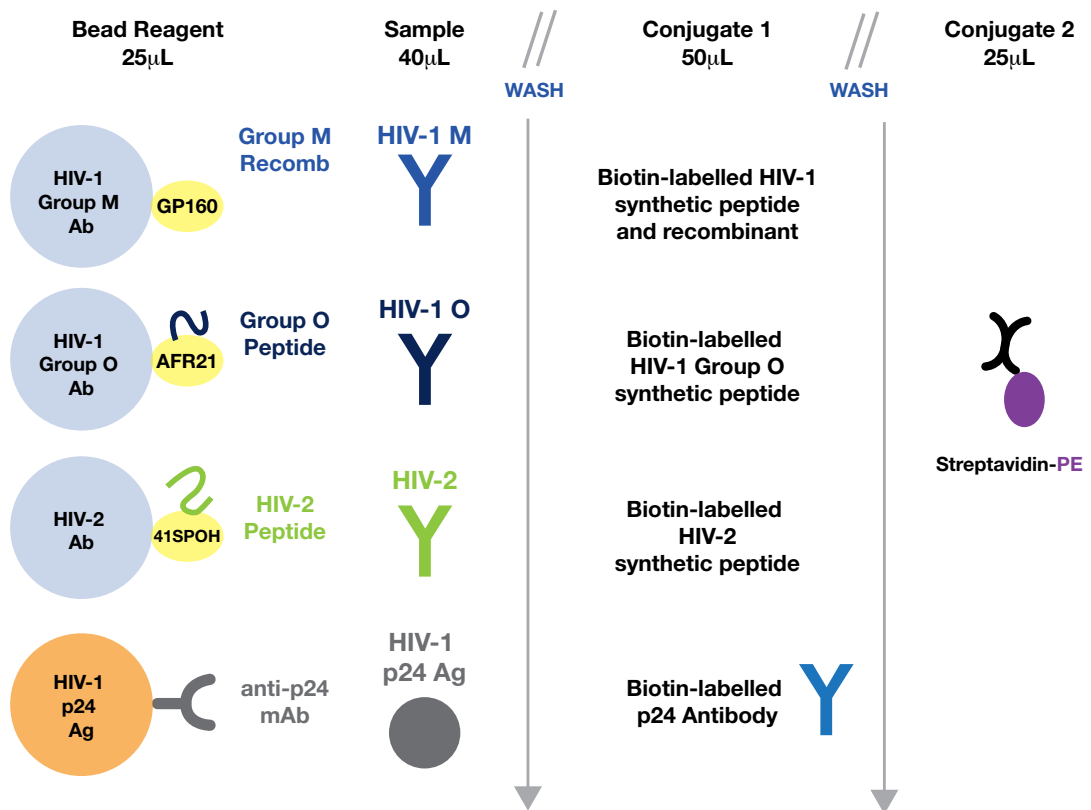 Bead Reagent
25μL
Sample
40μL
WASH
Conjugate 1
50μL
WASH
Conjugate 2
25μL
HIV-1
Group M
Ab
GP160
Group M
Recomb
HIV-1 M
Biotin-labelled HIV-1
synthetic peptide
and recombinant
HIV-1
Group O
Ab
AFR21
Group O
Peptide
HIV-1 O
Biotin-labelled
HIV-1 Group O
synthetic peptide
Streptavidin-PE
HIV-2
Ab
41SPOH
HIV-2
Peptide
HIV-2
Biotin-labelled
HIV-2
synthetic peptide
HIV-1
p24
Ag
anti-p24
mAb
HIV-1
p24 Ag
Biotin-labelled
p24 Antibody